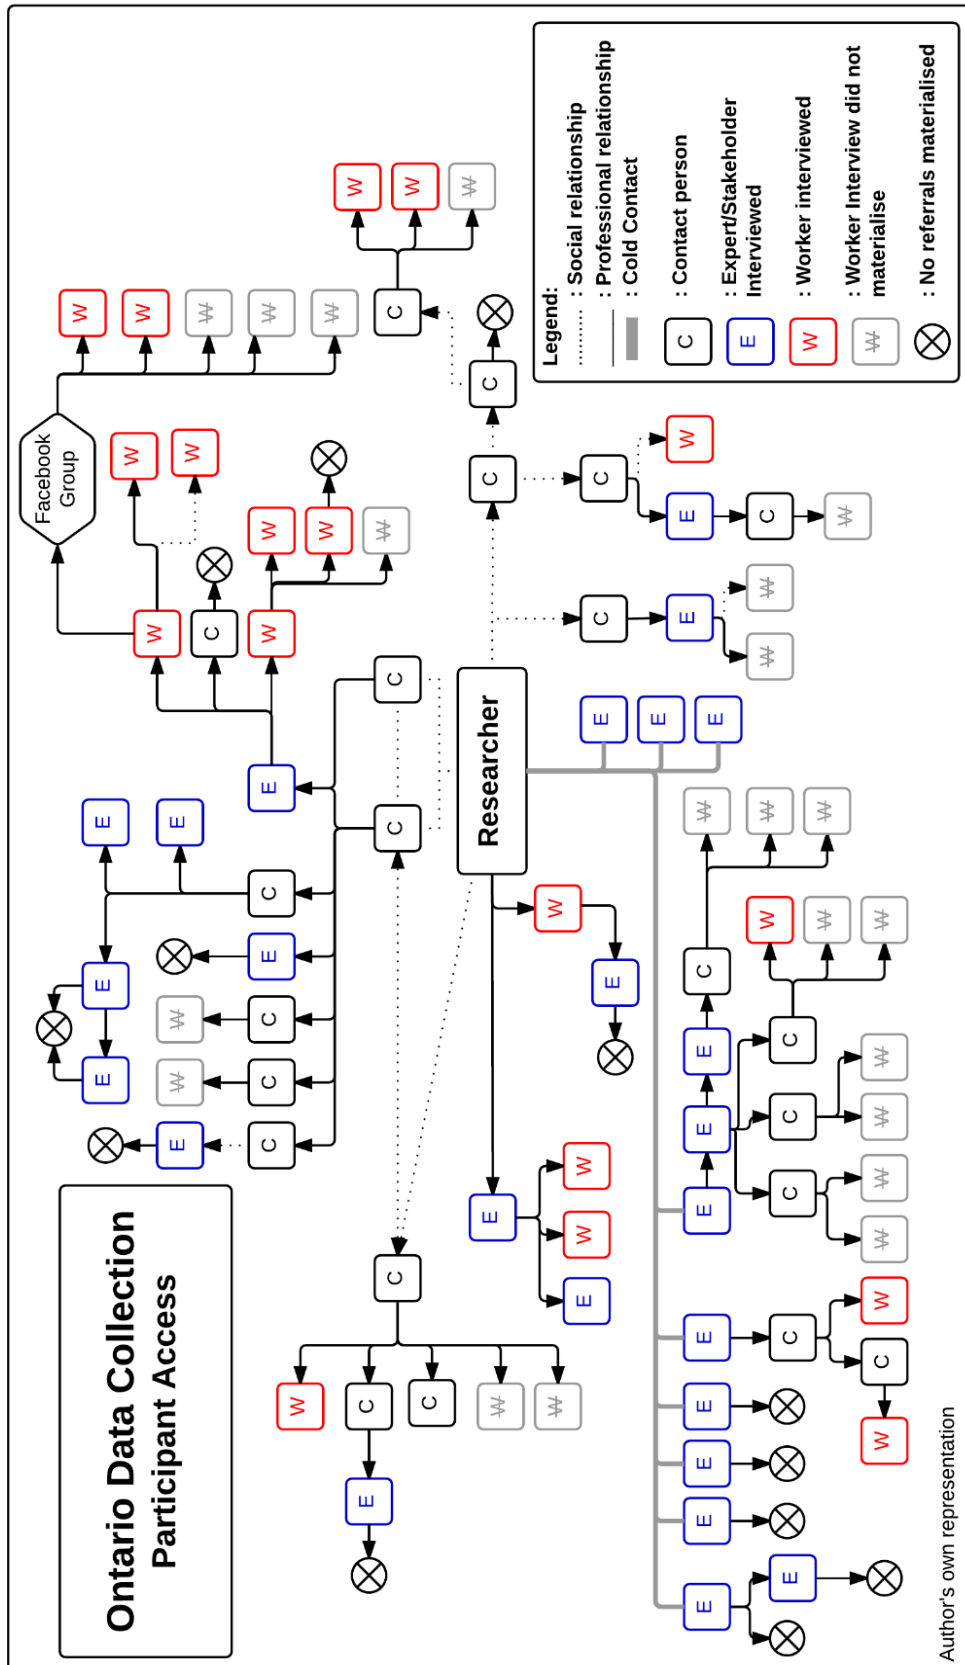 Ontario Data Collection
Participant Access
Facebook
Group
W
E E E
W
W
W
E W W E
W
C W
C C C E C E W W W
W
W
W W
W
E C
W
C C C C
W
C
W
Researcher
E C C
W
W W
E W W
E C C
E
E
E E W
E E E E E E E E C W
E
W W C
E C C C C W W
W W
W
W C W W W W W W
Legend:
: Social relationship
: Professional relationship
: Cold Contact
C : Contact person
E : Expert/Stakeholder
Interviewed
W : Worker interviewed
W : Worker Interview did not
materialise
: No referrals materialised
Author's own representation